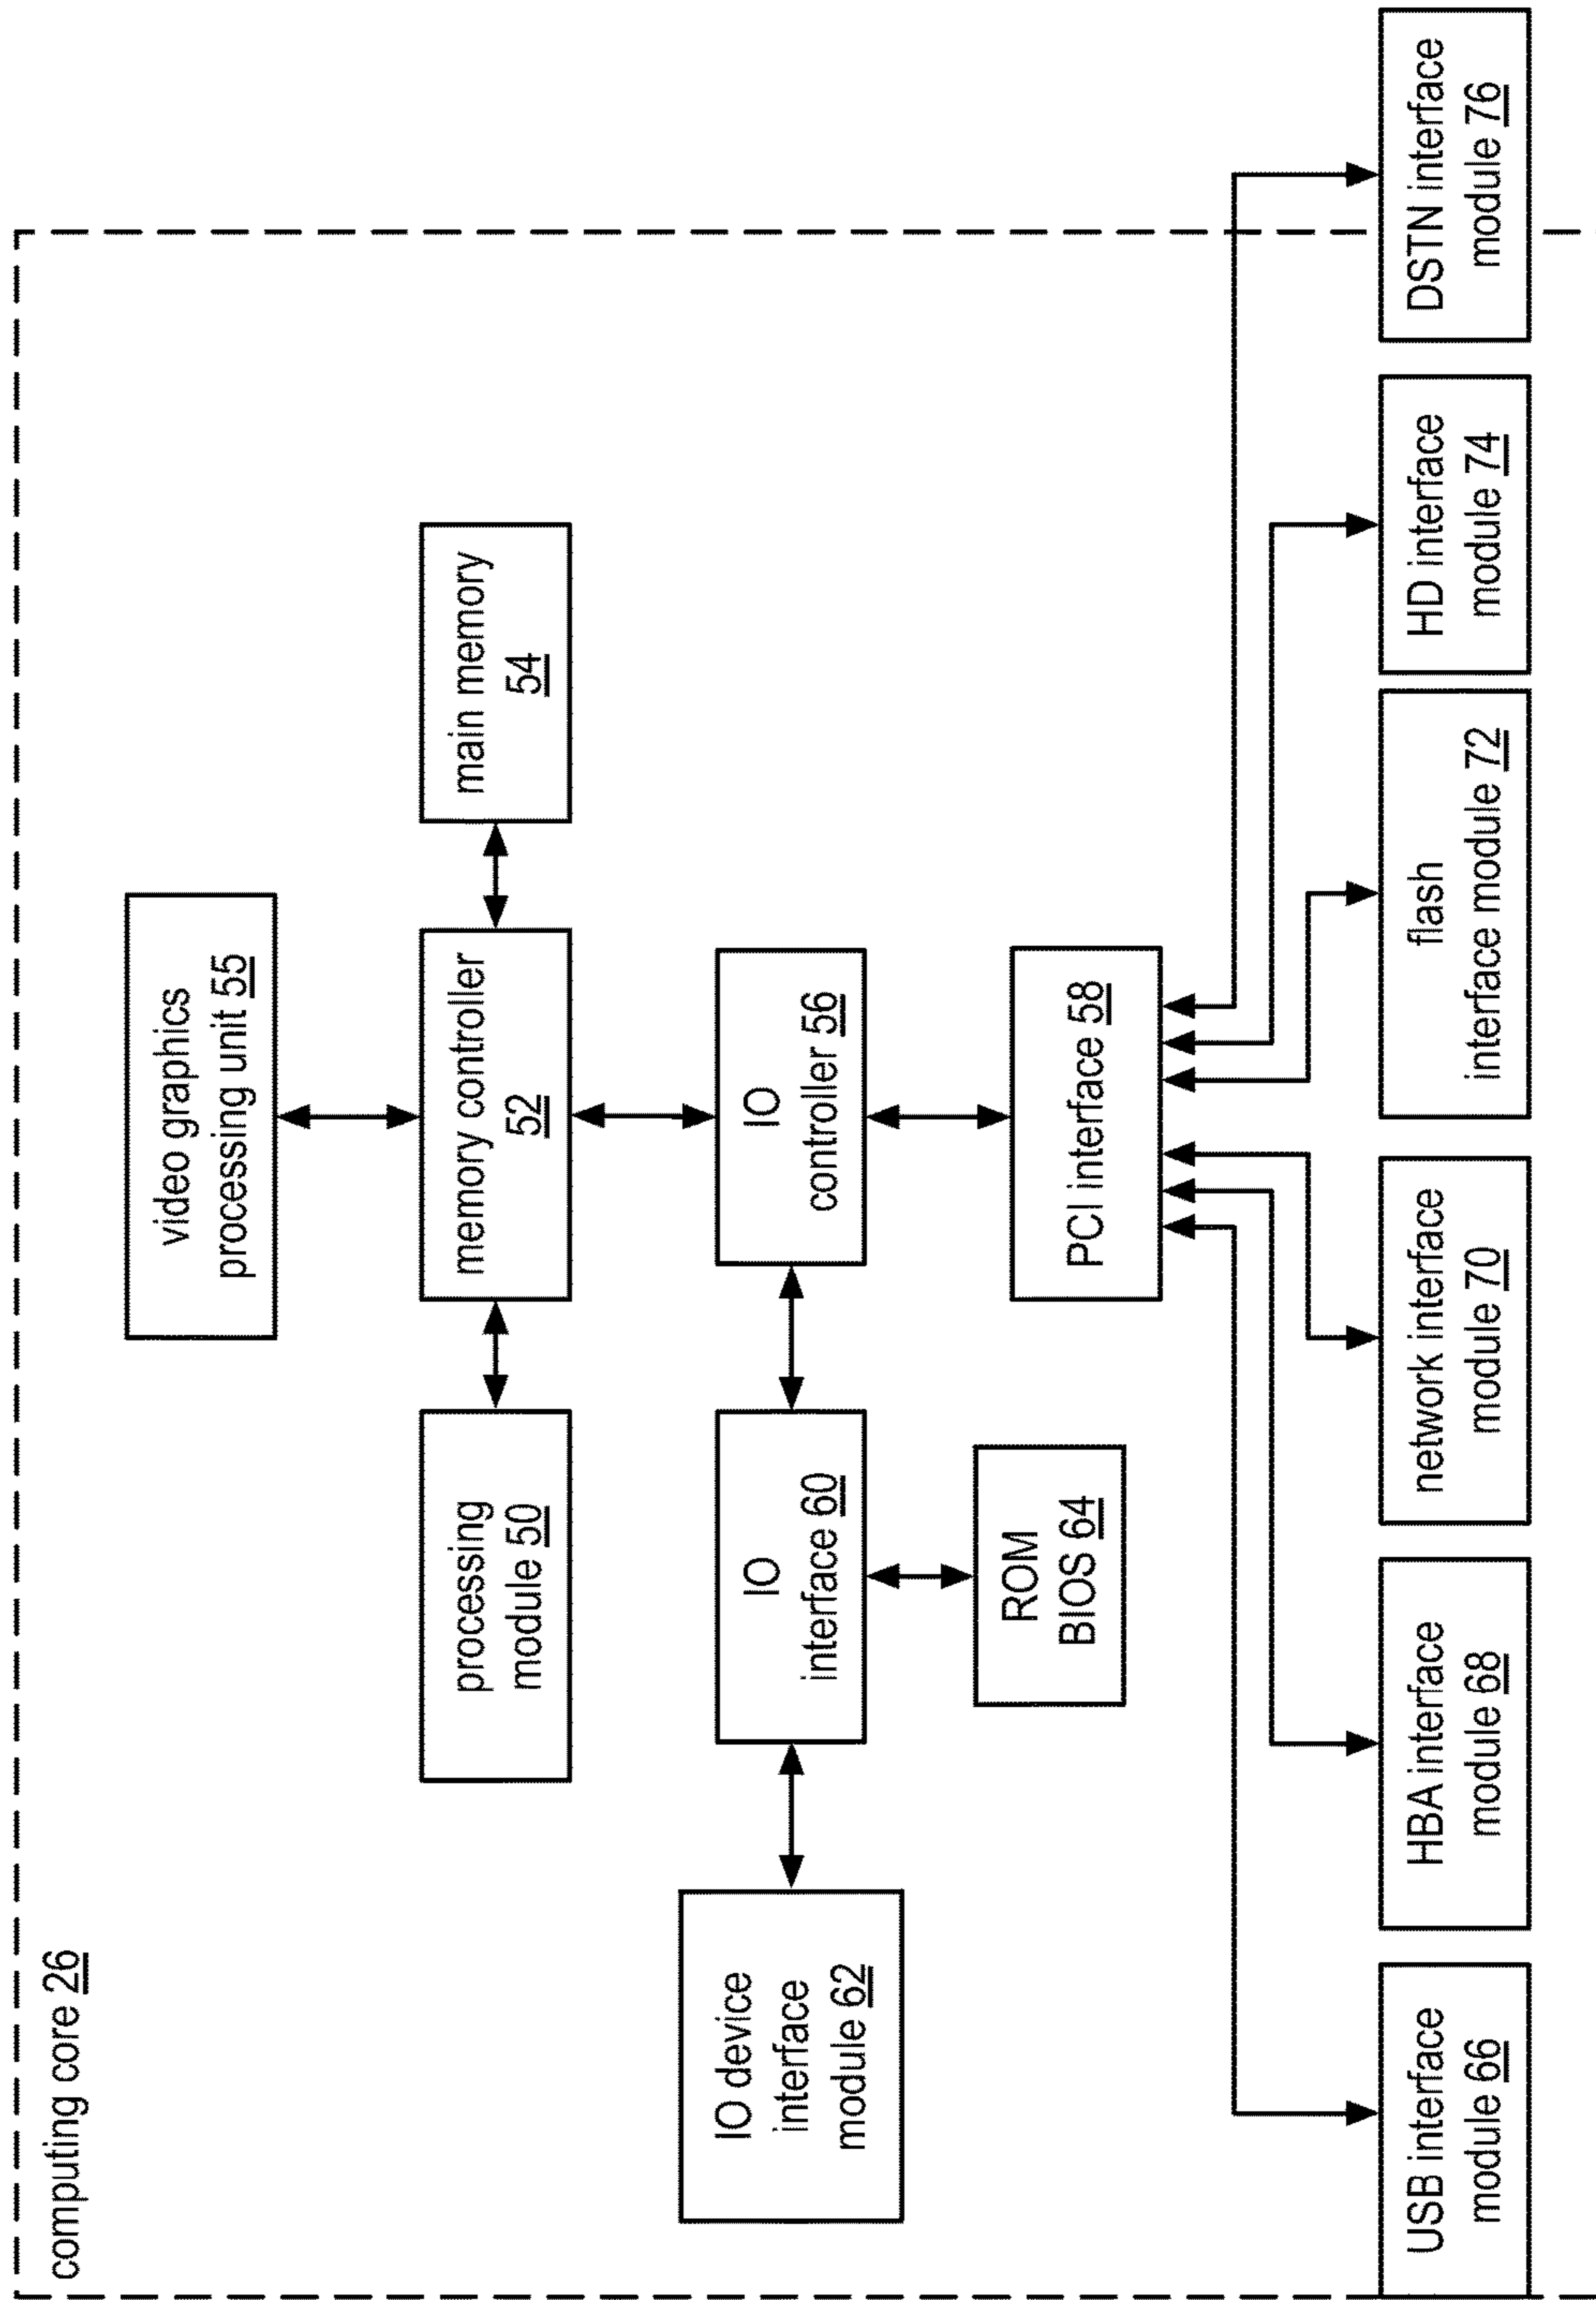 computing core 26
video graphics
processing unit 55
processing
module 50
memory controller
52
main memory
54
IO device
interface
module 62
IO
interface 60
IO
controller 56
ROM
BIOS 64
PCI interface 58
USB interface
module 66
HBA interface
module 68
network interface
module 70
flash
interface module 72
HD interface
module 74
DSTN interface
module 76